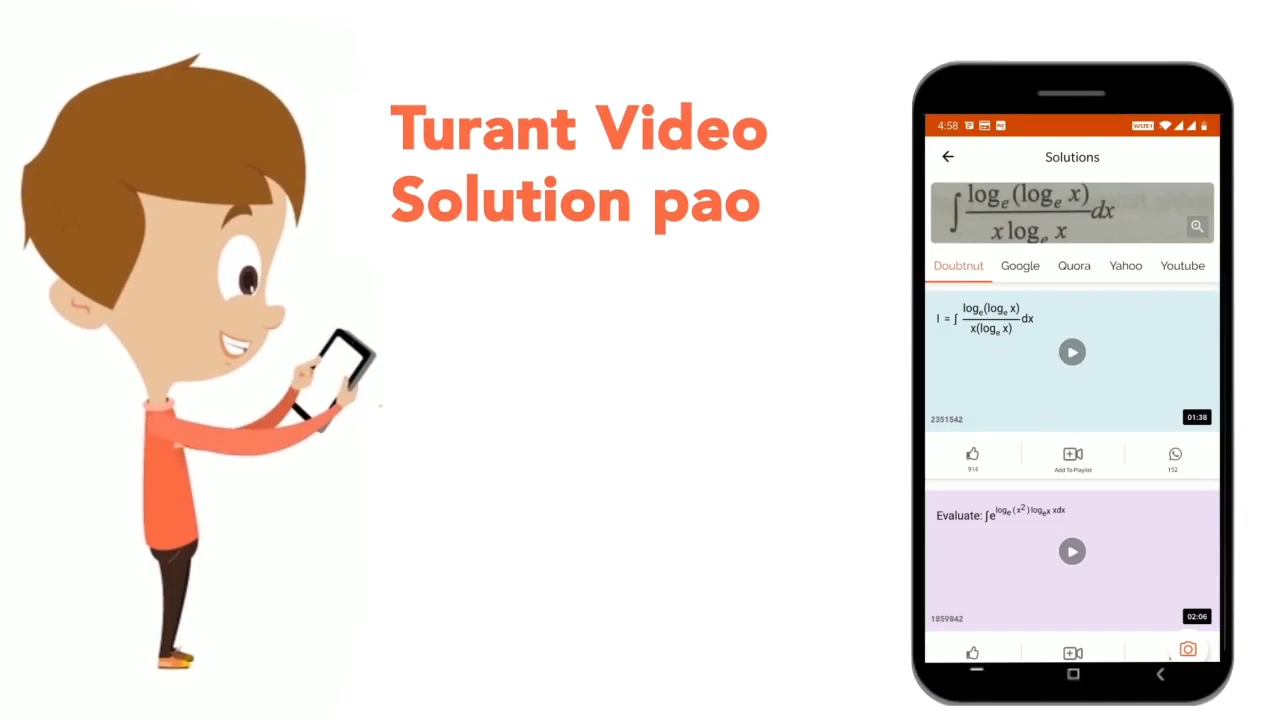 Turant Video
Solution pao
4:58
VoLTE1
Solutions
∫ logₑ(logₑ x) / x logₑ x dx
Doubtnut Google Quora Yahoo Youtube
I = ∫ logₑ(logₑ x) / x(logₑ x) dx
2351542 01:38
914 Add To Playlist 152
Evaluate: ∫e^logₑ(x²)logₑx xdx
1859842 02:06